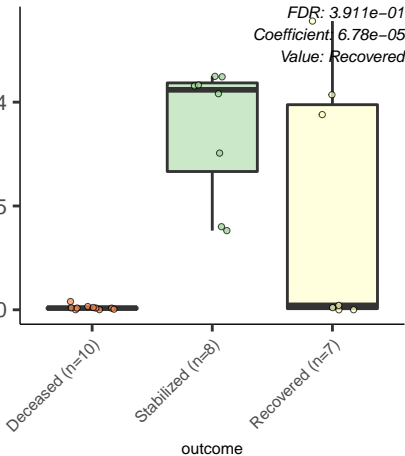 FDR: 3.911e−01
Coefficient: 6.78e−05
Value: Recovered
4
5
0
Deceased (n=10)
Stabilized (n=8)
Recovered (n=7)
outcome